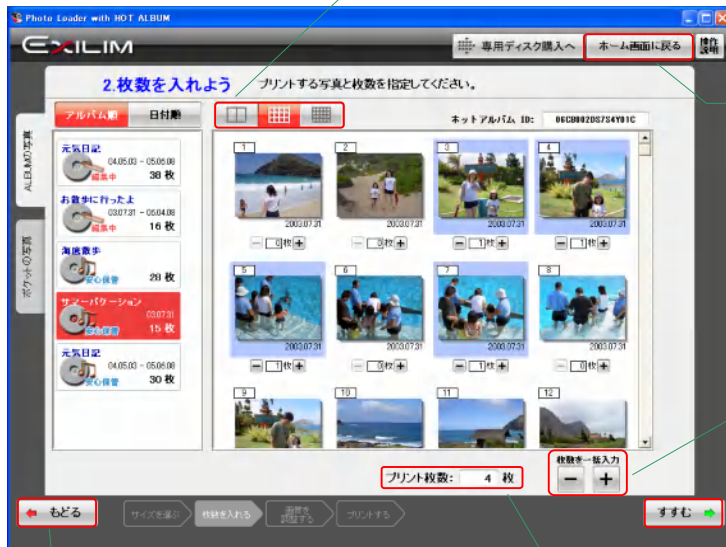 Photo Loader with HOT ALBUM
EXILIM
専用ディスク購入へ
ホーム画面に戻る
操作
説明
2.枚数を入れよう
プリントする写真と枚数を指定してください。
アルバム順
日付順
ホットアルバム ID:
06CB002DS7S4Y01C
ALBUMの写真
ポケットの写真
元気日記
04.05.03 - 05.06.08
編集中
38 枚
お散歩に行ったよ
03.07.31 - 05.04.08
編集中
16 枚
海底散歩
安心保管
28 枚
サマーバケーション
03.07.31
安心保管
15 枚
元気日記
04.05.03 - 05.06.08
安心保管
30 枚
1
2
3
4
2003.07.31
2003.07.31
2003.07.31
2003.07.31
- 0 枚 +
- 0 枚 +
- 1 枚 +
- 1 枚 +
5
6
7
8
2003.07.31
2003.07.31
2003.07.31
2003.07.31
- 1 枚 +
- 0 枚 +
- 1 枚 +
- 0 枚 +
9
10
11
12
プリント枚数: 4 枚
枚数を一括入力
- +
もどる
サイズを選ぶ
枚数を入れる
画質を
調整する
プリントする
すすむ